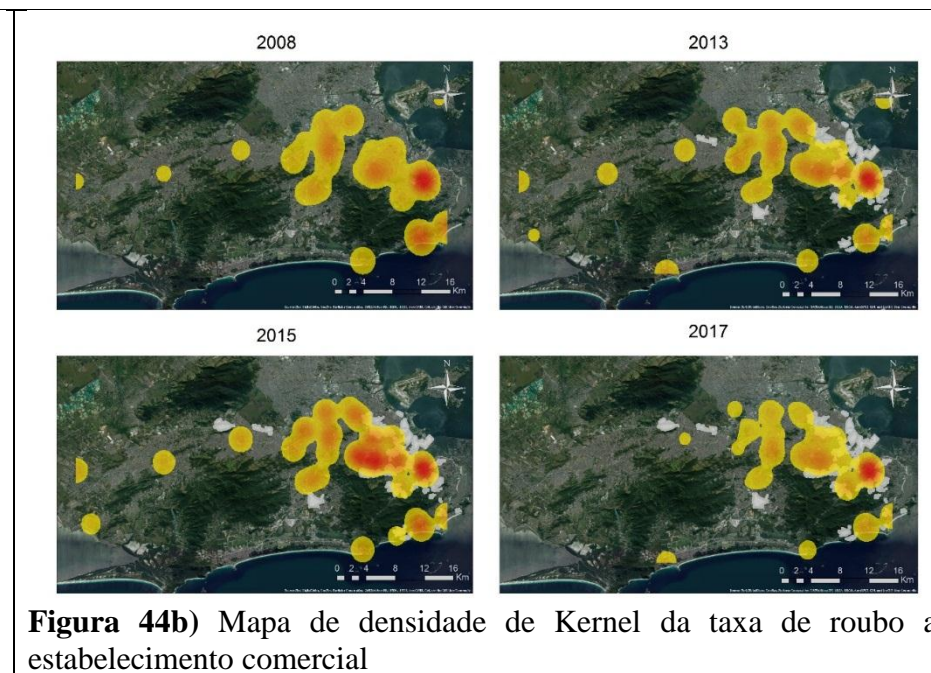 2008
2013
N
N
0 2 4 8 12 16
Km
0 2 4 8 12 16
Km
2015
2017
N
N
0 2 4 8 12 16
Km
0 2 4 8 12 16
Km
Figura 44b) Mapa de densidade de Kernel da taxa de roubo a
estabelecimento comercial